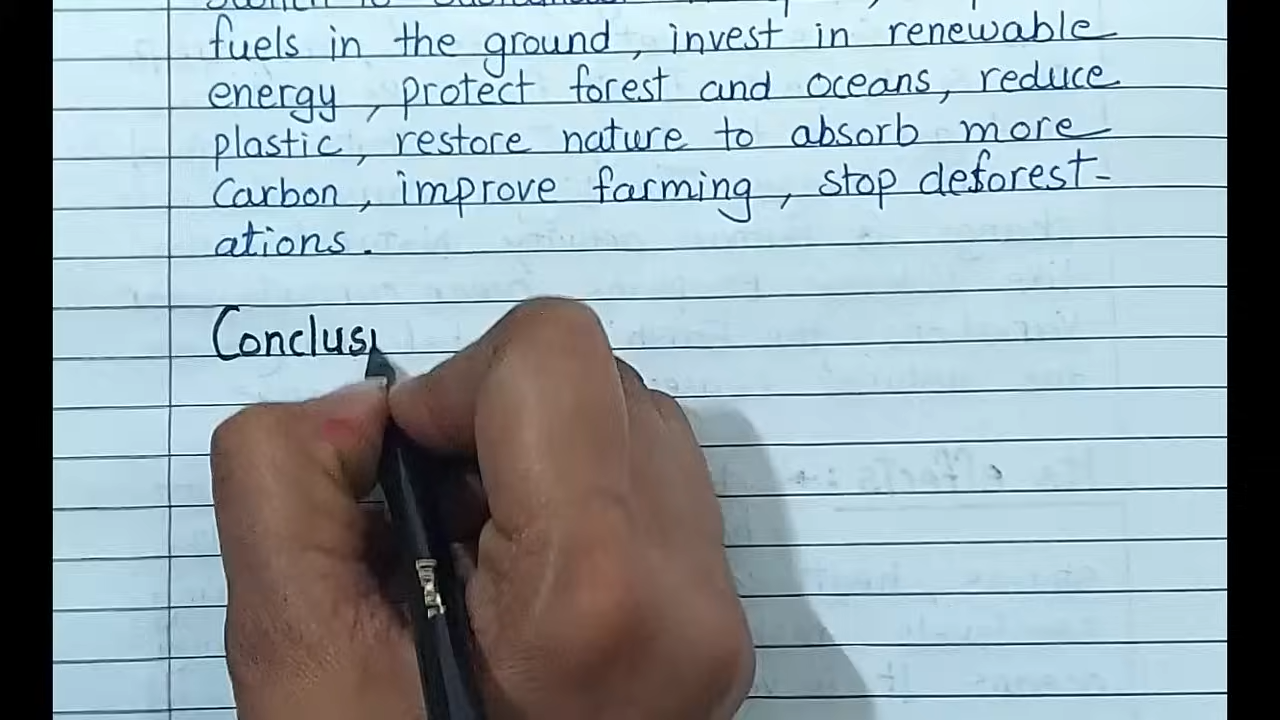 fuels in the ground, invest in renewable
energy, protect forest and oceans, reduce
plastic, restore nature to absorb more
Carbon, improve farming, stop deforest-
ations.
Conclusi